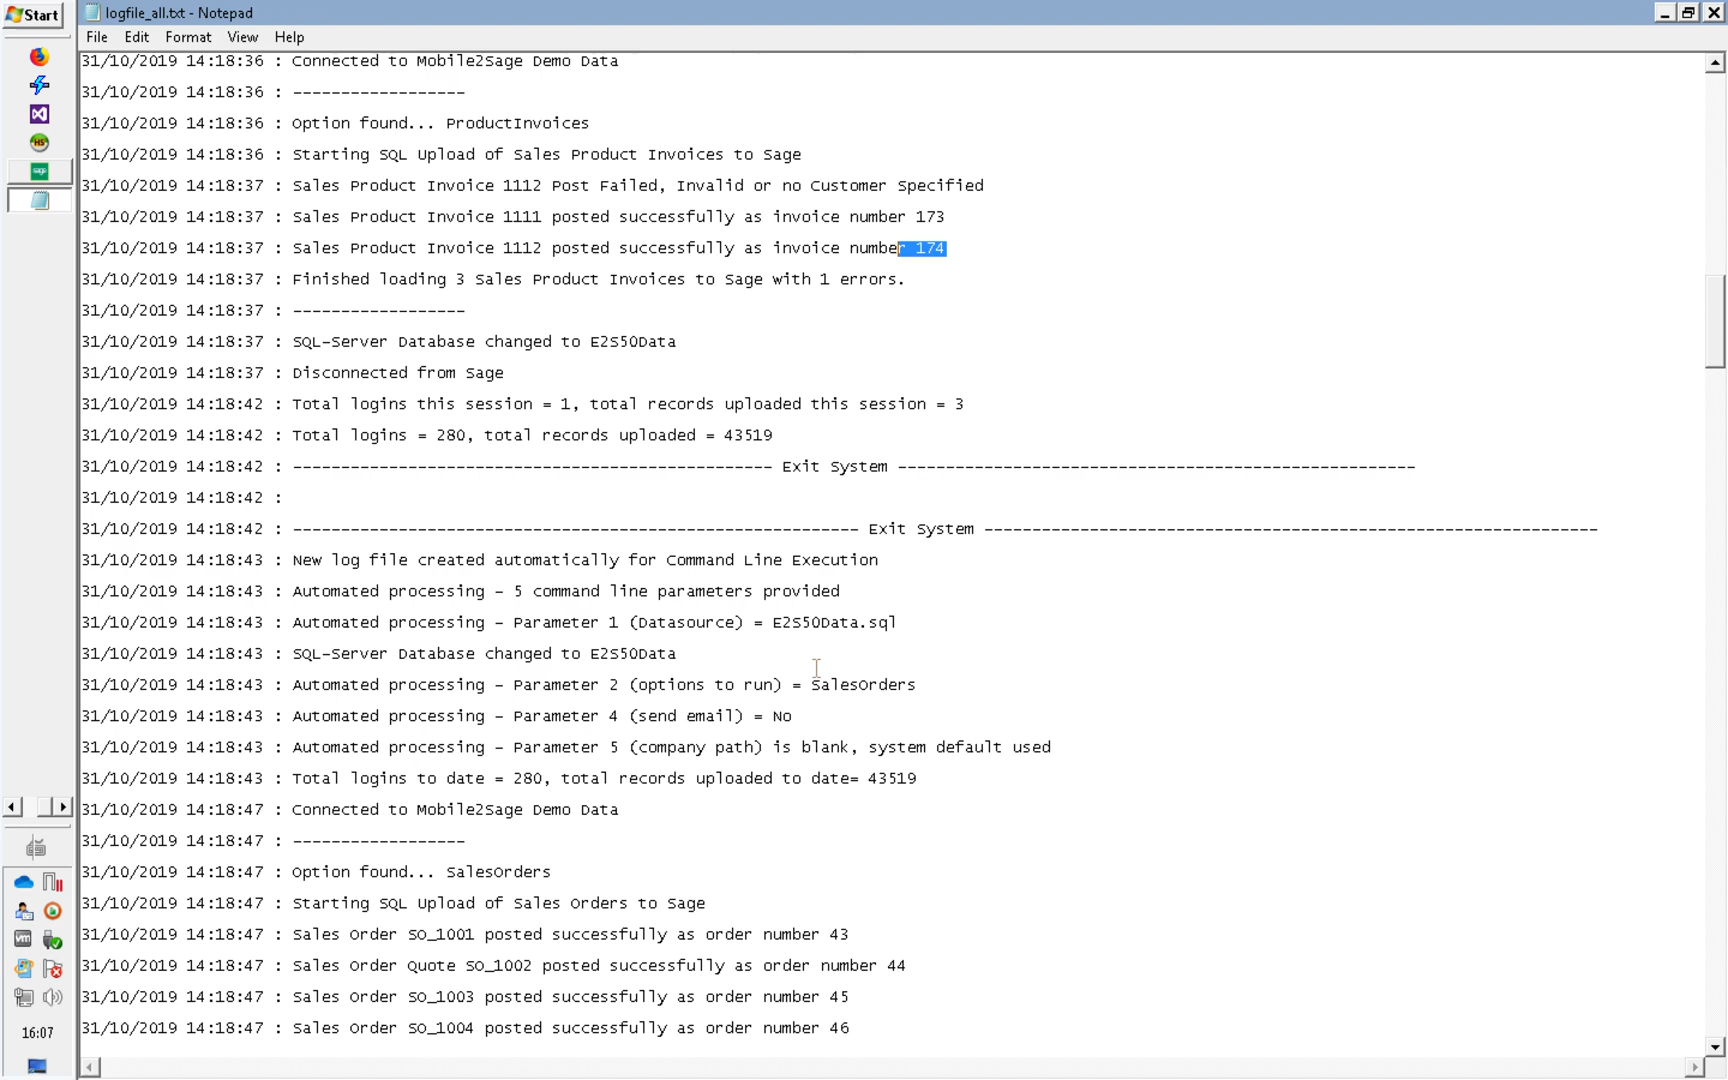 Start
logfile_all.txt - Notepad
File Edit Format View Help
31/10/2019 14:18:36 : Connected to Mobile2Sage Demo Data
31/10/2019 14:18:36 : ------------------
31/10/2019 14:18:36 : Option found... ProductInvoices
31/10/2019 14:18:36 : Starting SQL Upload of Sales Product Invoices to Sage
31/10/2019 14:18:37 : Sales Product Invoice 1112 Post Failed, Invalid or no Customer Specified
31/10/2019 14:18:37 : Sales Product Invoice 1111 posted successfully as invoice number 173
31/10/2019 14:18:37 : Sales Product Invoice 1112 posted successfully as invoice number 174
31/10/2019 14:18:37 : Finished loading 3 Sales Product Invoices to Sage with 1 errors.
31/10/2019 14:18:37 : ------------------
31/10/2019 14:18:37 : SQL-Server Database changed to E2S50Data
31/10/2019 14:18:37 : Disconnected from Sage
31/10/2019 14:18:42 : Total logins this session = 1, total records uploaded this session = 3
31/10/2019 14:18:42 : Total logins = 280, total records uploaded = 43519
31/10/2019 14:18:42 : -------------------------------------------------- Exit System ------------------------------------------------------
31/10/2019 14:18:42 :
31/10/2019 14:18:42 : ----------------------------------------------------------- Exit System ----------------------------------------------------------------
31/10/2019 14:18:43 : New log file created automatically for Command Line Execution
31/10/2019 14:18:43 : Automated processing - 5 command line parameters provided
31/10/2019 14:18:43 : Automated processing - Parameter 1 (Datasource) = E2S50Data.sql
31/10/2019 14:18:43 : SQL-Server Database changed to E2S50Data
31/10/2019 14:18:43 : Automated processing - Parameter 2 (options to run) = SalesOrders
31/10/2019 14:18:43 : Automated processing - Parameter 4 (send email) = No
31/10/2019 14:18:43 : Automated processing - Parameter 5 (company path) is blank, system default used
31/10/2019 14:18:43 : Total logins to date = 280, total records uploaded to date= 43519
31/10/2019 14:18:47 : Connected to Mobile2Sage Demo Data
31/10/2019 14:18:47 : ------------------
31/10/2019 14:18:47 : Option found... SalesOrders
31/10/2019 14:18:47 : Starting SQL Upload of Sales Orders to Sage
31/10/2019 14:18:47 : Sales Order SO_1001 posted successfully as order number 43
31/10/2019 14:18:47 : Sales Order Quote SO_1002 posted successfully as order number 44
31/10/2019 14:18:47 : Sales Order SO_1003 posted successfully as order number 45
31/10/2019 14:18:47 : Sales Order SO_1004 posted successfully as order number 46
16:07